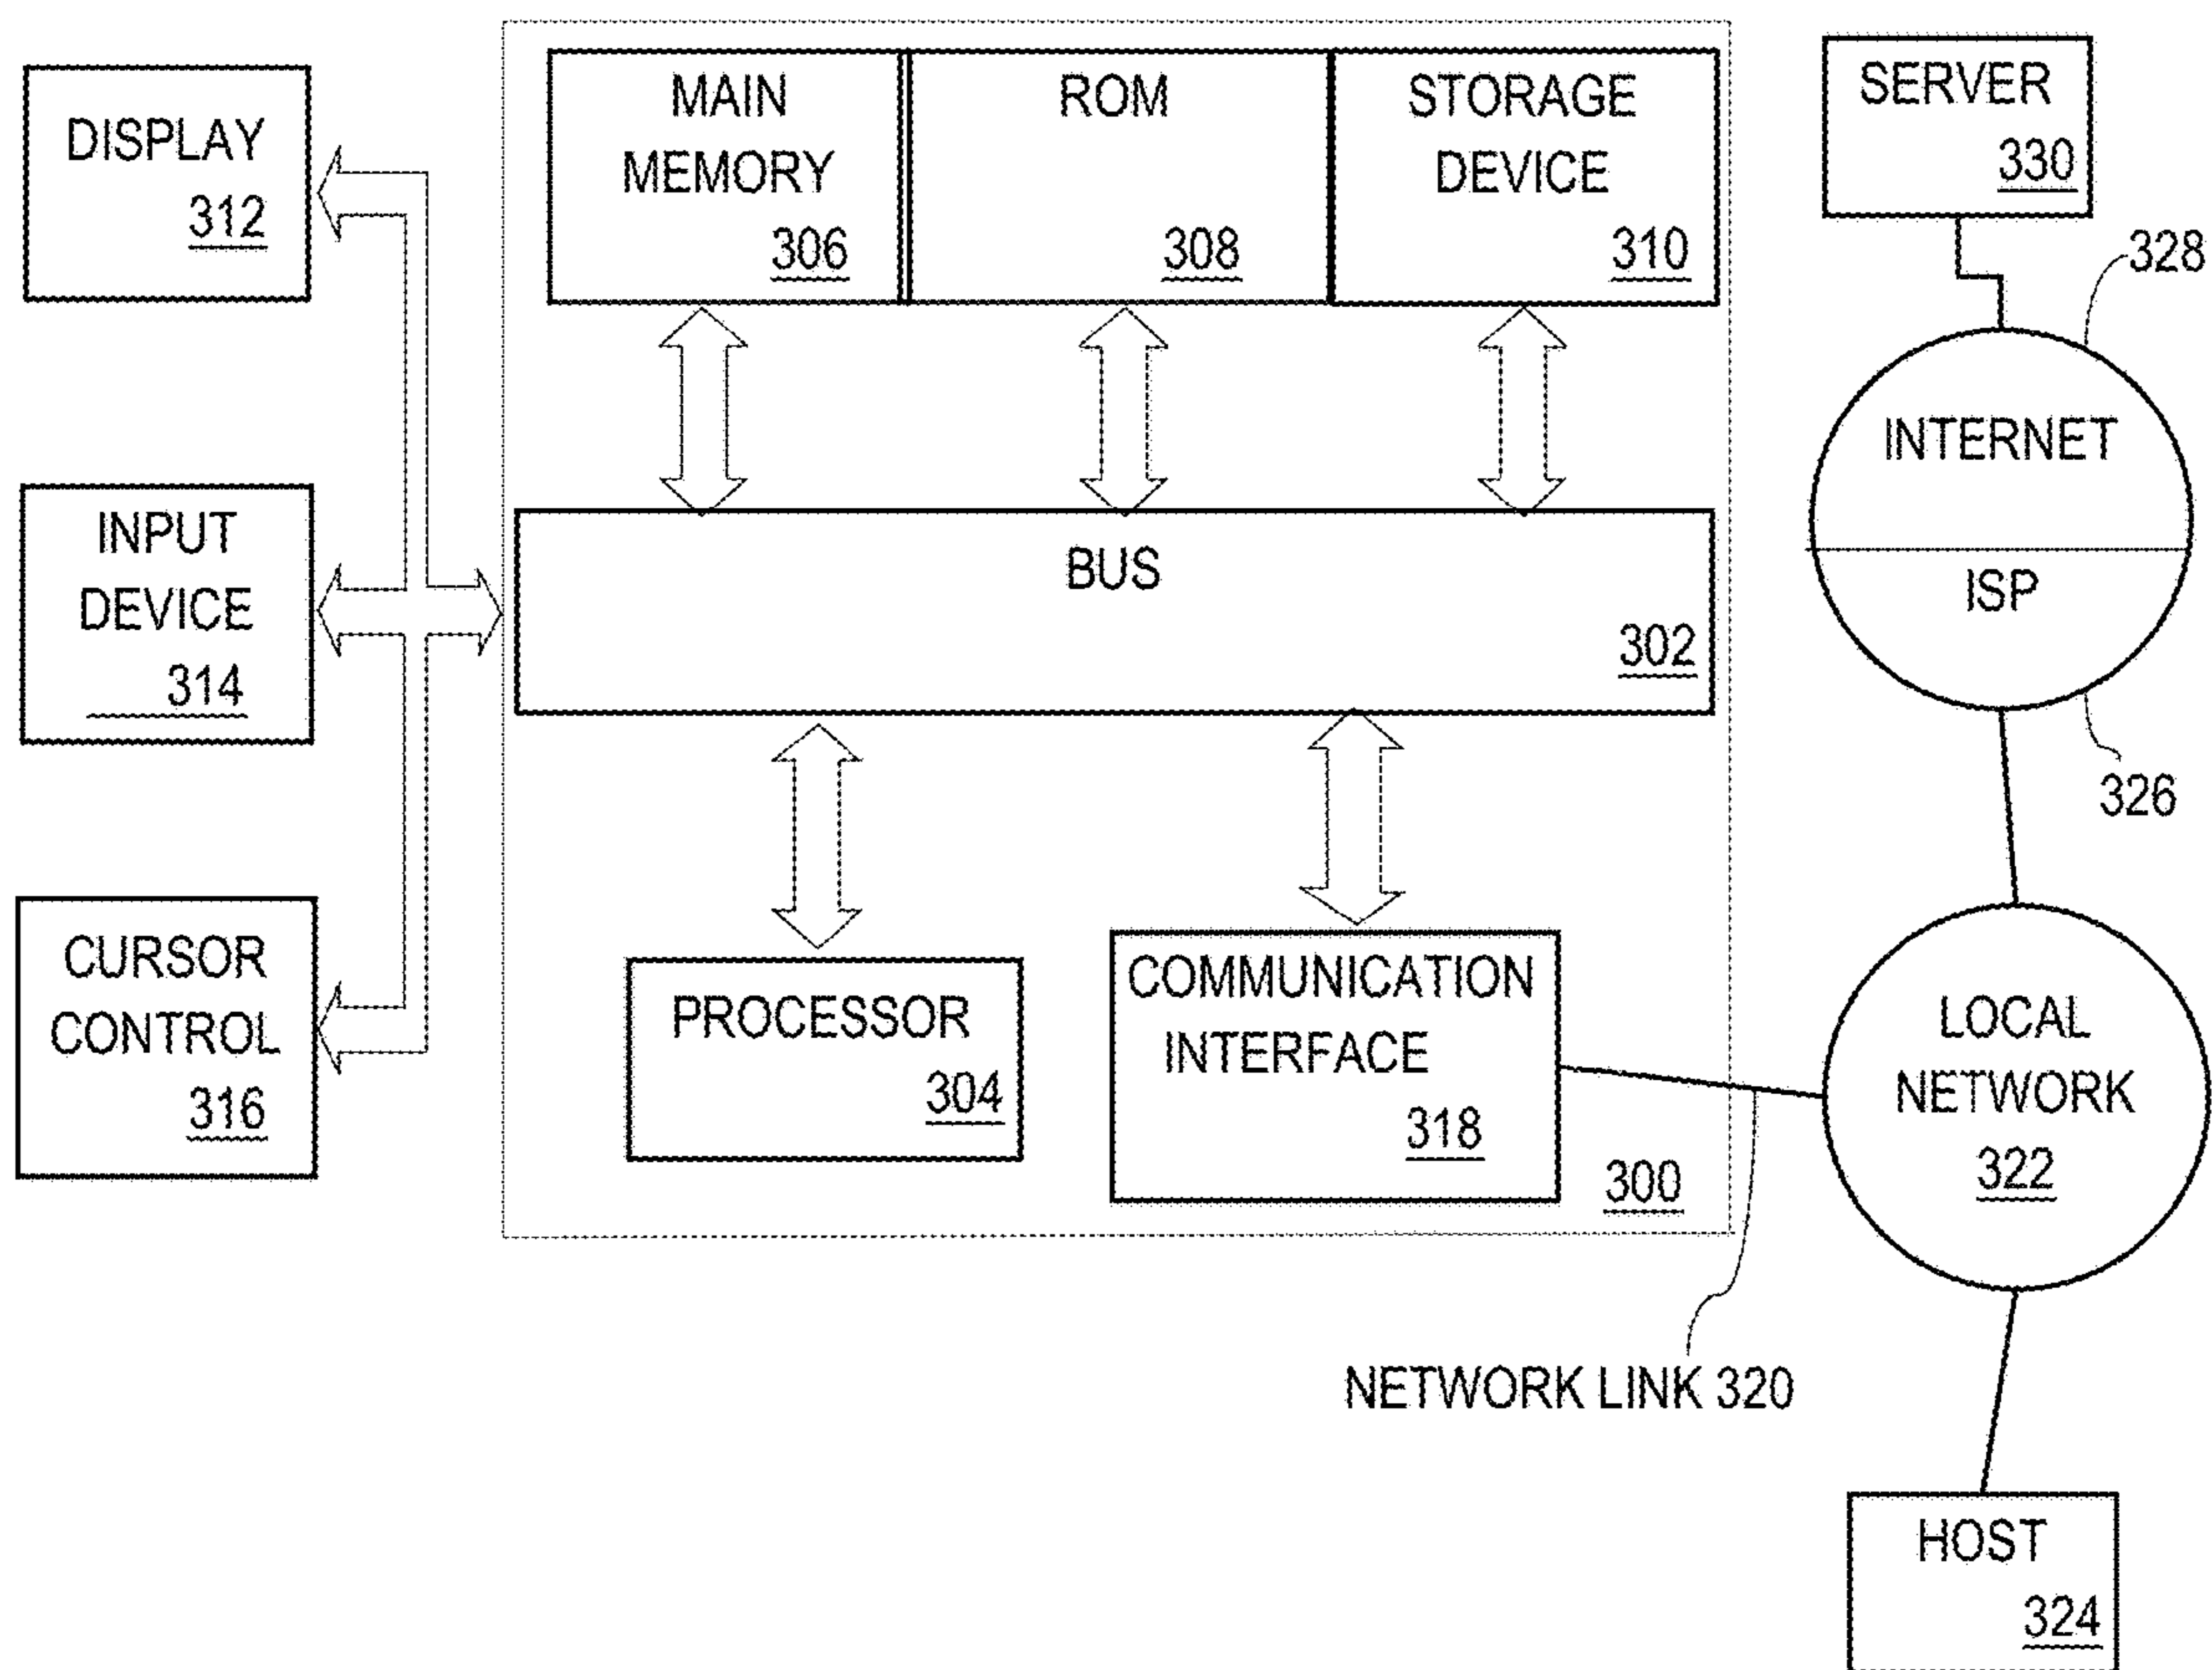 DISPLAY
312
INPUT
DEVICE
314
CURSOR
CONTROL
316
MAIN
MEMORY
306
ROM
308
STORAGE
DEVICE
310
BUS
302
PROCESSOR
304
COMMUNICATION
INTERFACE
318
300
SERVER
330
328
INTERNET
ISP
326
LOCAL
NETWORK
322
NETWORK LINK 320
HOST
324